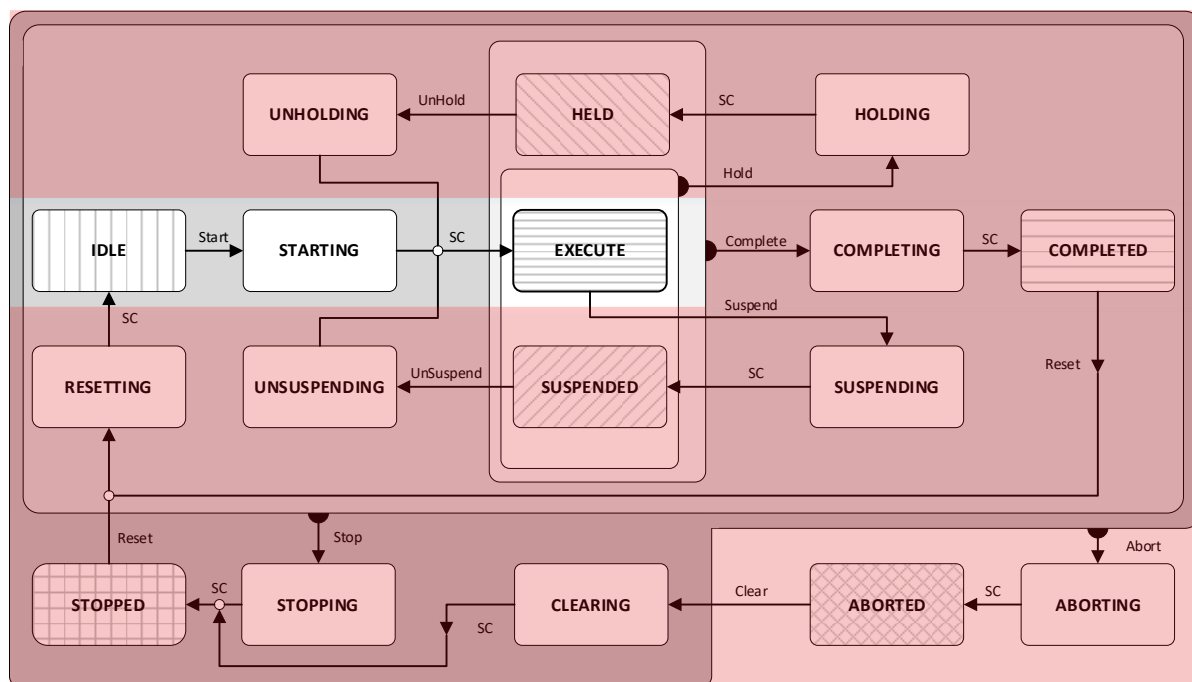 UnHold
SC
UNHOLDING
HELD
HOLDING
Hold
IDLE
Start
STARTING
SC
EXECUTE
Complete
COMPLETING
SC
COMPLETED
Suspend
SC
RESETTING
UNSUSPENDING
UnSuspend
SUSPENDED
SC
SUSPENDING
Reset
Reset
Stop
Abort
STOPPED
SC
STOPPING
SC
CLEARING
Clear
ABORTED
SC
ABORTING